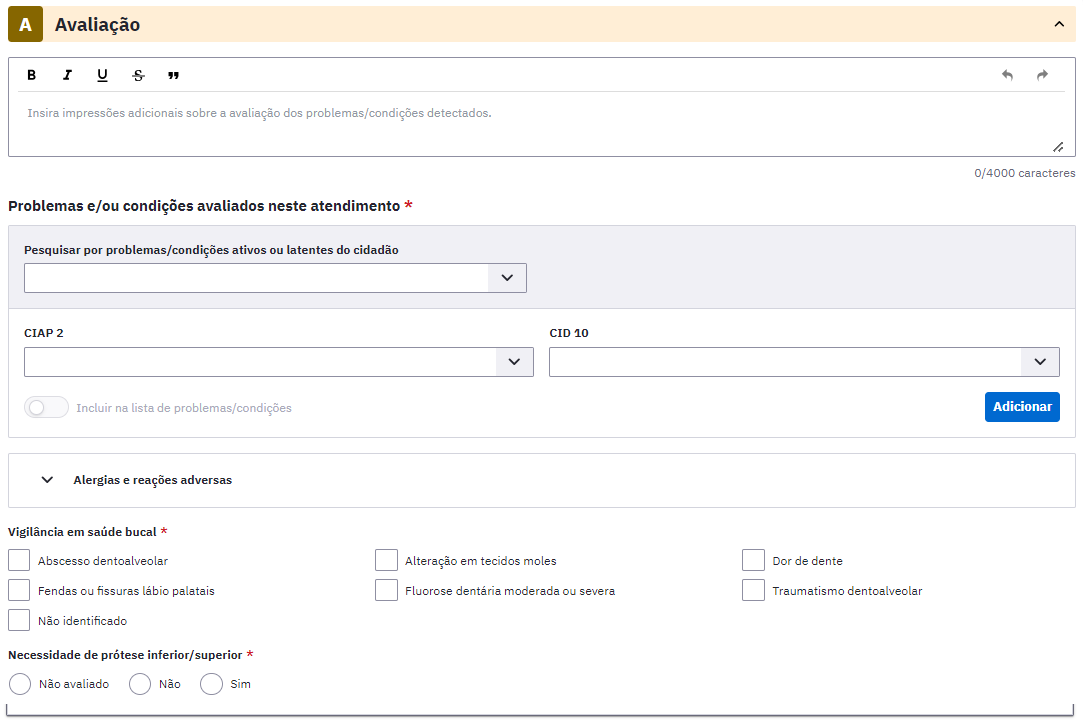 A Avaliação
B I U S ❞
Insira impressões adicionais sobre a avaliação dos problemas/condições detectados.
0/4000 caracteres
Problemas e/ou condições avaliados neste atendimento *
Pesquisar por problemas/condições ativos ou latentes do cidadão
CIAP 2 CID 10
Incluir na lista de problemas/condições Adicionar
Alergias e reações adversas
Vigilância em saúde bucal *
Abscesso dentoalveolar Alteração em tecidos moles Dor de dente
Fendas ou fissuras lábio palatais Fluorose dentária moderada ou severa Traumatismo dentoalveolar
Não identificado
Necessidade de prótese inferior/superior *
Não avaliado Não Sim